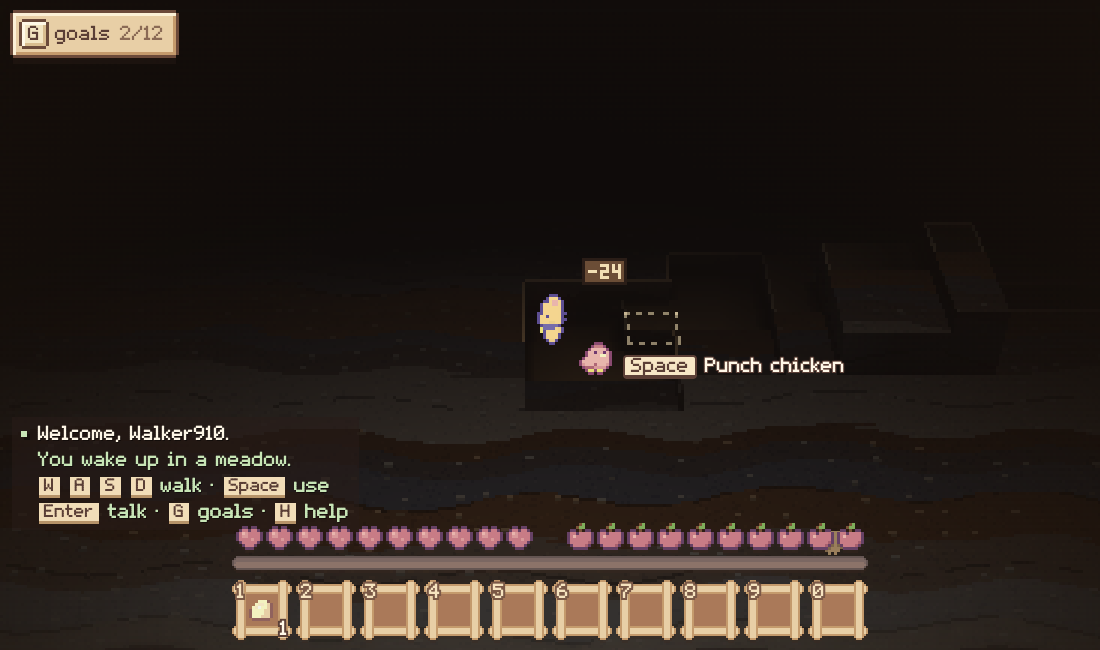 G goals 2/12
-24
Space Punch chicken
Welcome, Walker910.
You wake up in a meadow.
W A S D walk · Space use
Enter talk · G goals · H help
1 2 3 4 5 6 7 8 9 0
1